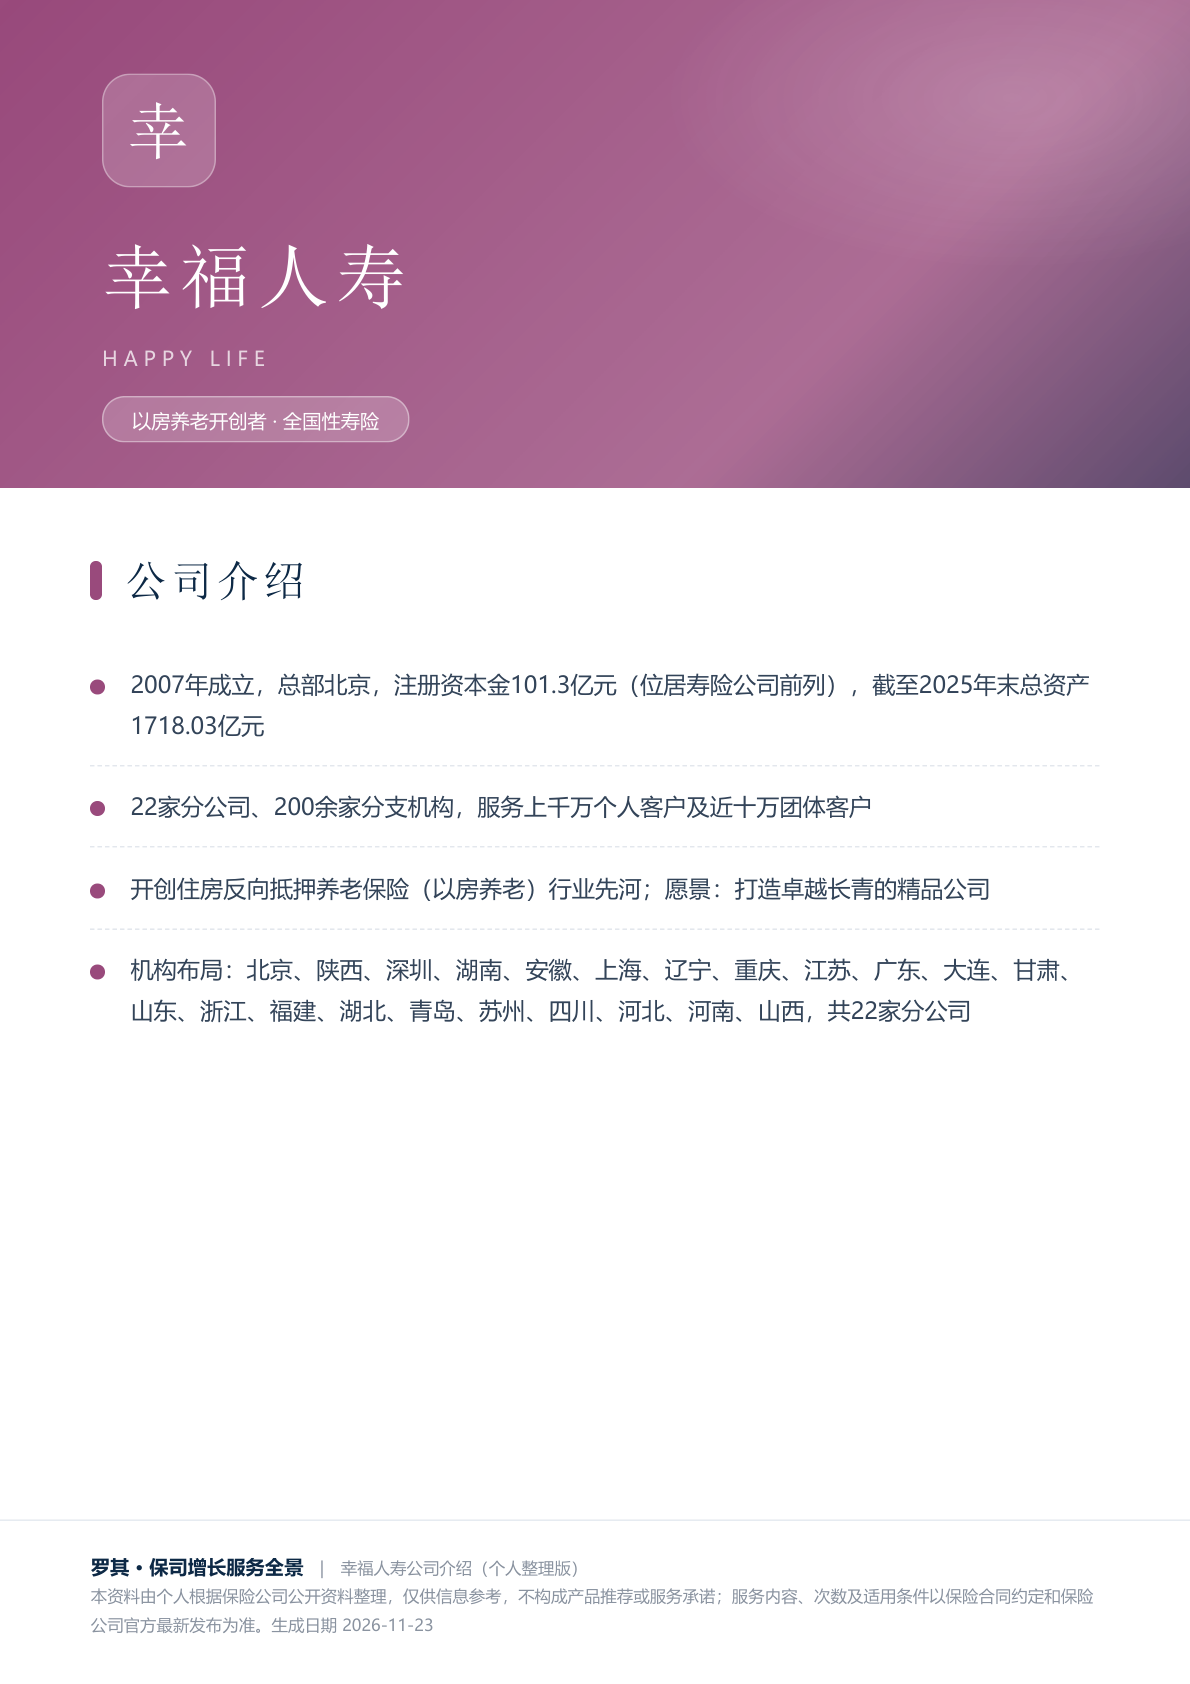 幸
幸福人寿
HAPPY LIFE
以房养老开创者 · 全国性寿险
公司介绍
2007年成立，总部北京，注册资本金101.3亿元（位居寿险公司前列），截至2025年末总资产
1718.03亿元
22家分公司、200余家分支机构，服务上千万个人客户及近十万团体客户
开创住房反向抵押养老保险（以房养老）行业先河；愿景：打造卓越长青的精品公司
机构布局：北京、陕西、深圳、湖南、安徽、上海、辽宁、重庆、江苏、广东、大连、甘肃、
山东、浙江、福建、湖北、青岛、苏州、四川、河北、河南、山西，共22家分公司
罗其·保司增长服务全景 | 幸福人寿公司介绍（个人整理版）
本资料由个人根据保险公司公开资料整理，仅供信息参考，不构成产品推荐或服务承诺；服务内容、次数及适用条件以保险合同约定和保险
公司官方最新发布为准。生成日期 2026-11-23